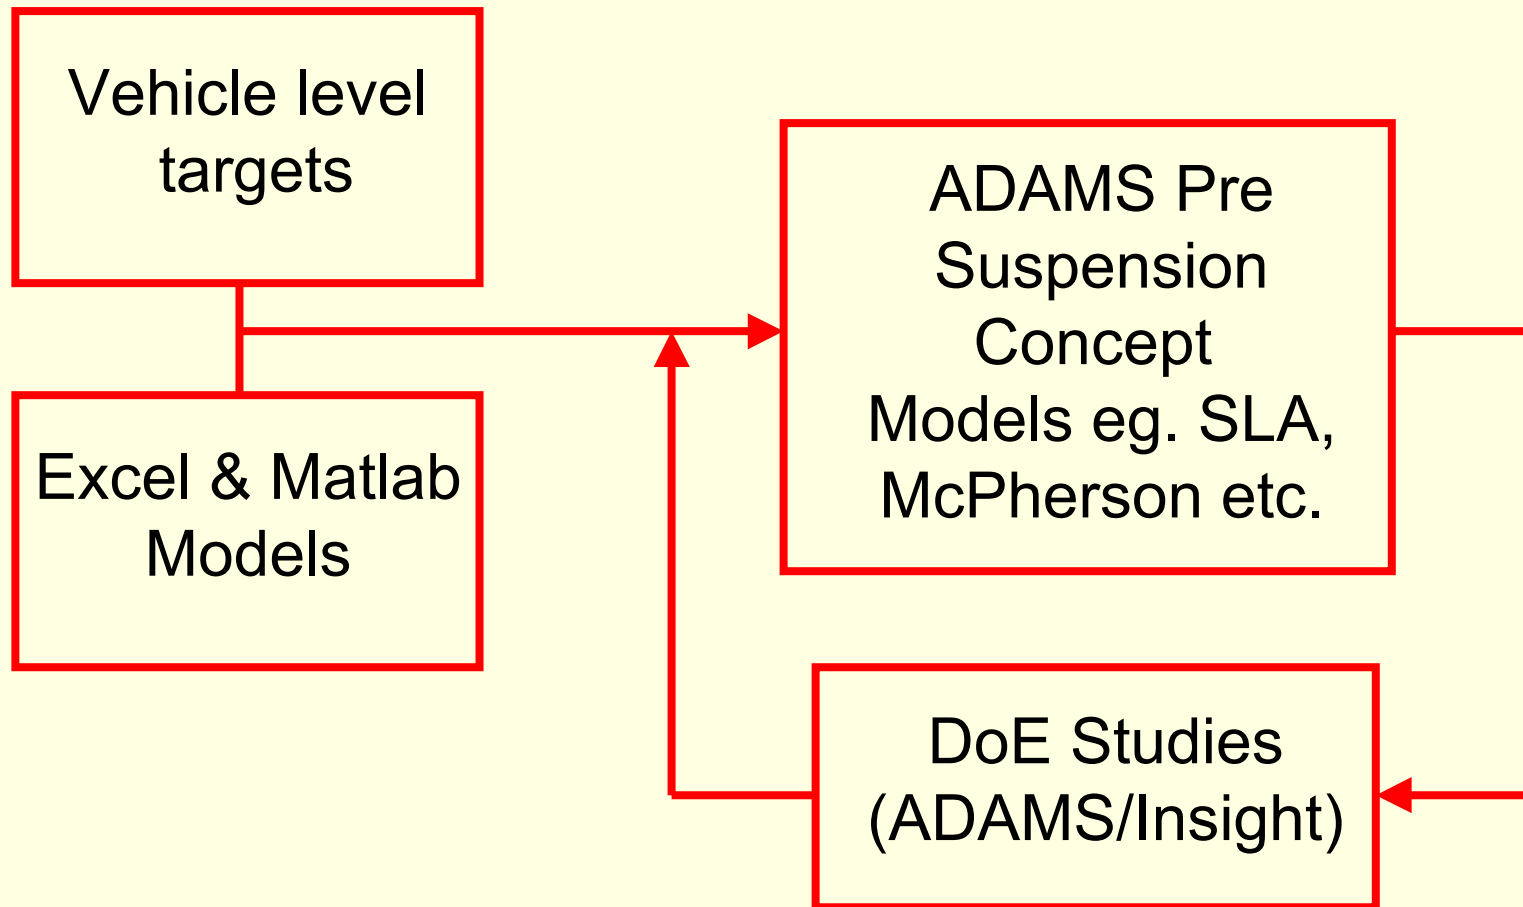 Vehicle level
targets
Excel & Matlab
Models
ADAMS Pre
Suspension
Concept
Models eg. SLA,
McPherson etc.
DoE Studies
(ADAMS/Insight)